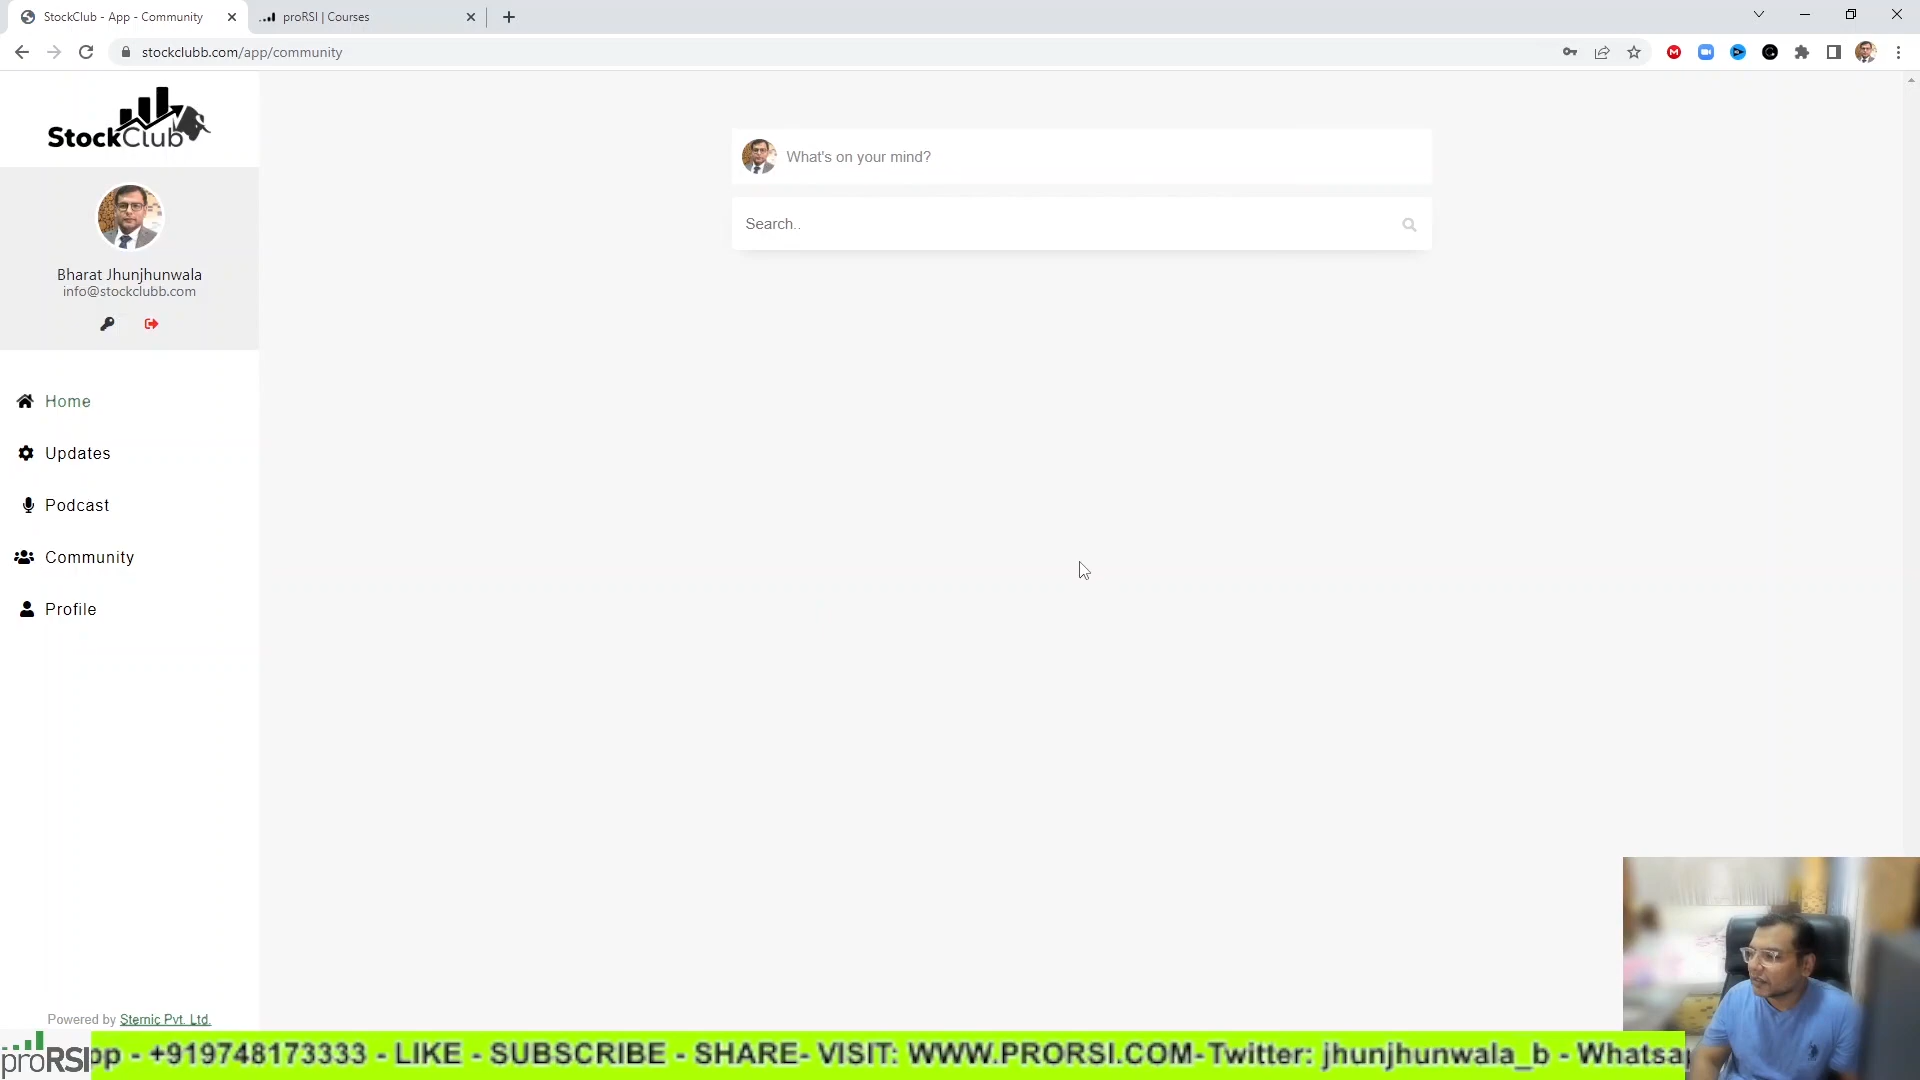 StockClub - App - Community
proRSI | Courses
stockclubb.com/app/community
StockClub
What's on your mind?
Search..
Bharat Jhunjhunwala
info@stockclubb.com
Home
Updates
Podcast
Community
Profile
Powered by Sternic Pvt. Ltd.
proRSI
pp - +919748173333 - LIKE - SUBSCRIBE - SHARE- VISIT: WWW.PRORSI.COM-Twitter: jhunjhunwala_b - Whatsap